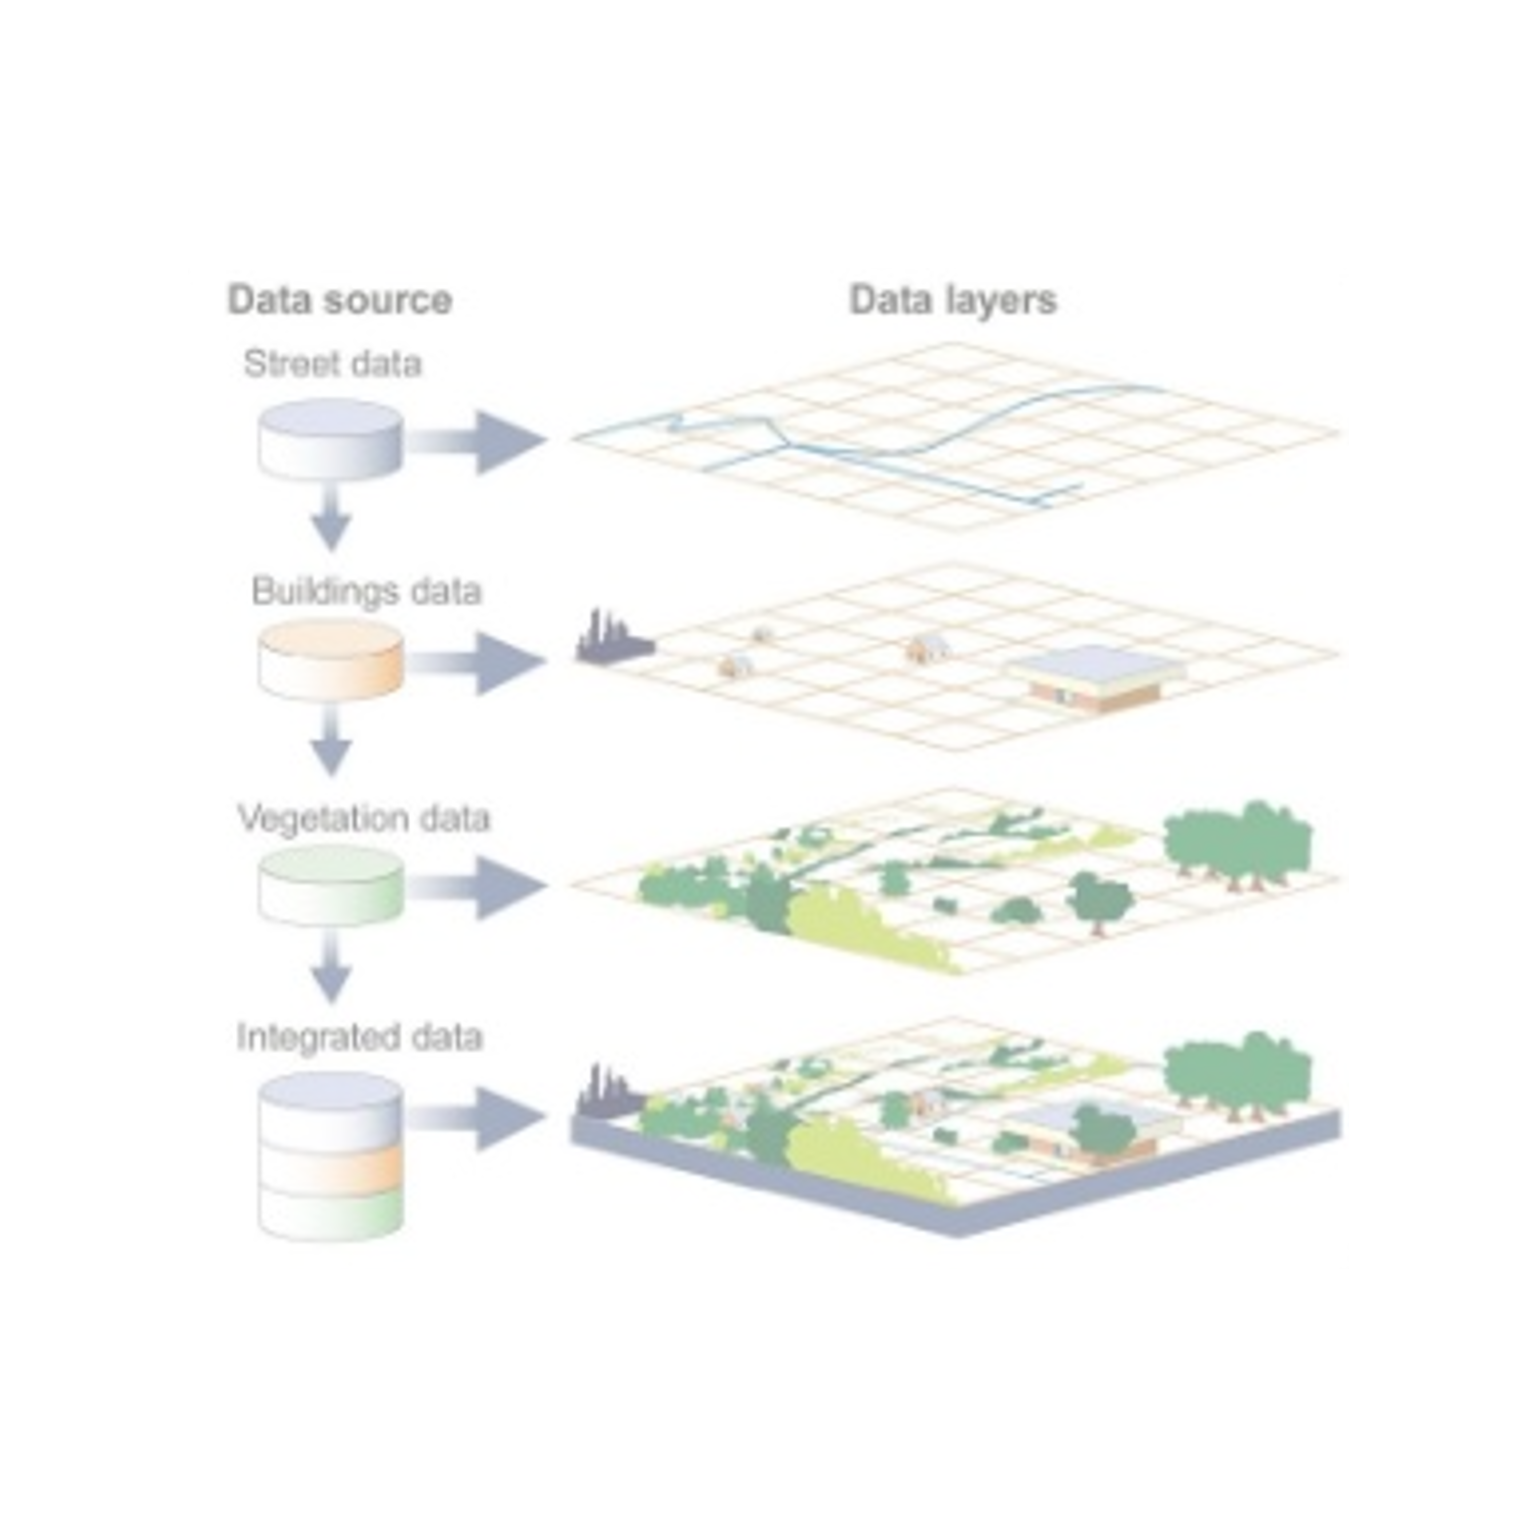 Data source
Data layers
Street data
Buildings data
Vegetation data
Integrated data